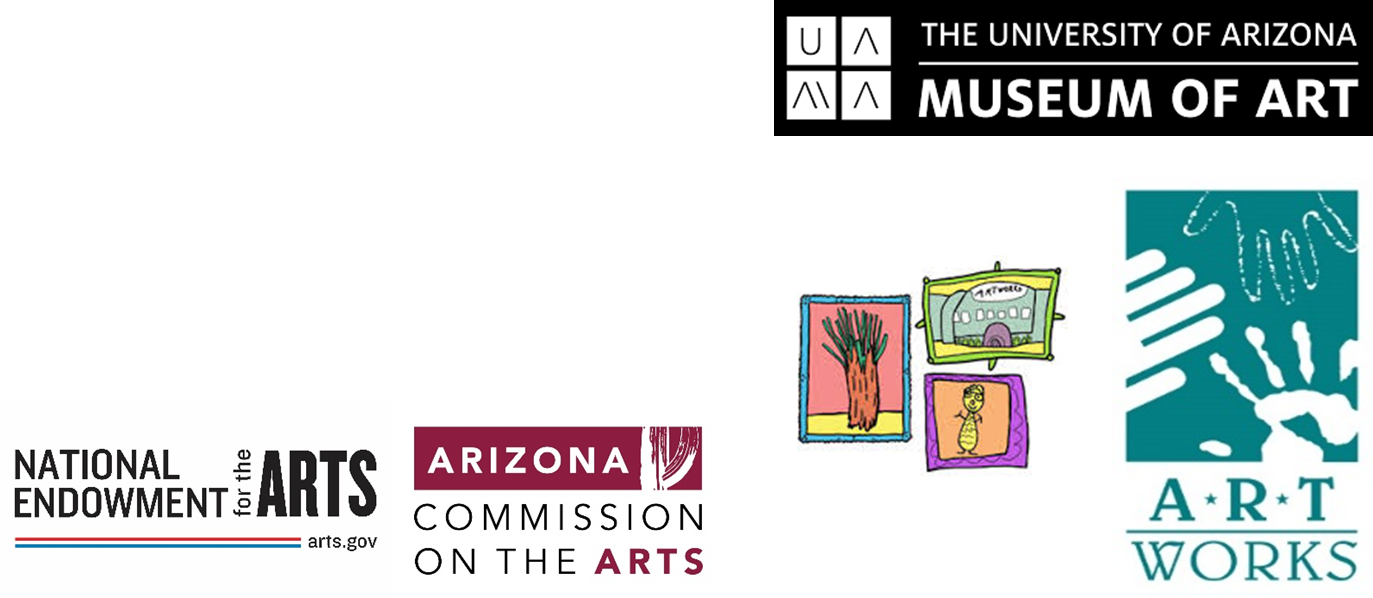 U A
M A
THE UNIVERSITY OF ARIZONA
MUSEUM OF ART
ARTWORKS
NATIONAL
ENDOWMENT
for the
ARTS
arts.gov
ARIZONA
COMMISSION
ON THE ARTS
A★R★T
WORKS